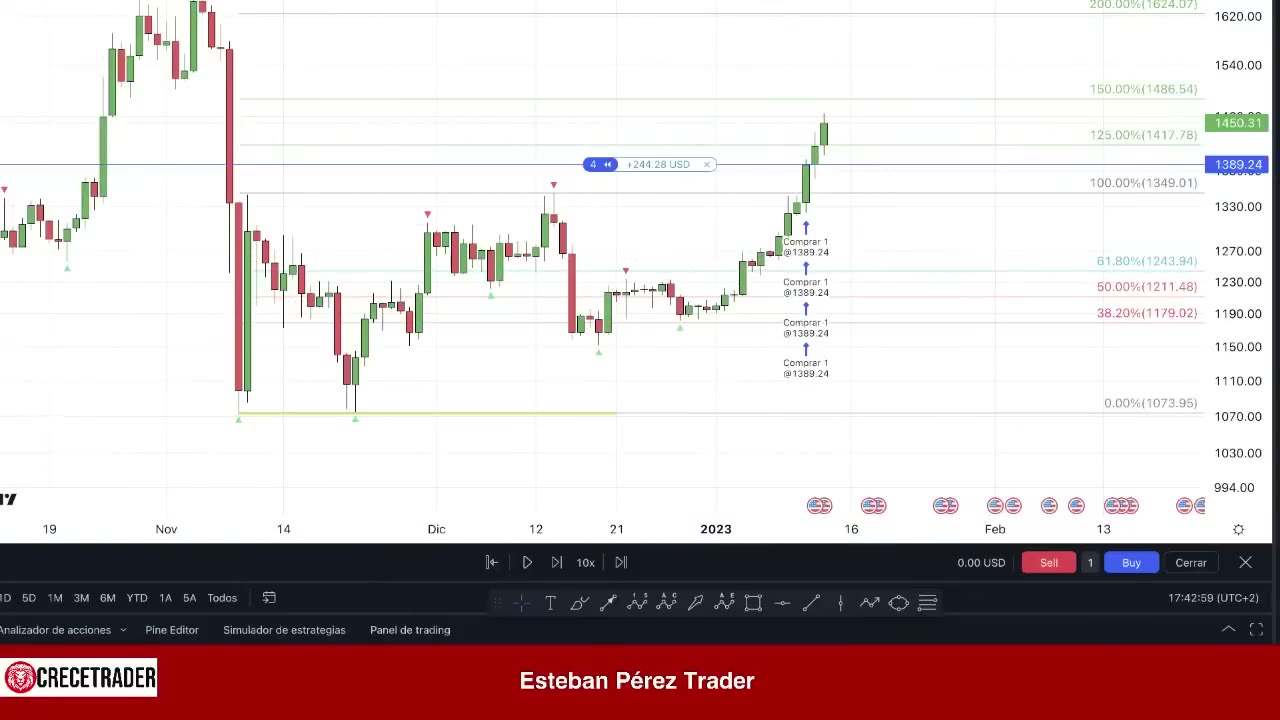 200.00%(1624.07)
1620.00
1540.00
150.00%(1486.54)
1450.31
125.00%(1417.78)
4
+244.28 USD
1389.24
100.00%(1349.01)
1330.00
Comprar 1
@1389.24
1270.00
61.80%(1243.94)
Comprar 1
@1389.24
1230.00
50.00%(1211.48)
1190.00
38.20%(1179.02)
Comprar 1
@1389.24
1150.00
Comprar 1
@1389.24
1110.00
0.00%(1073.95)
1070.00
1030.00
994.00
19 Nov 14 Dic 12 21 2023 16 Feb 13
10x 0.00 USD Sell 1 Buy Cerrar
1D 5D 1M 3M 6M YTD 1A 5A Todos
17:42:59 (UTC+2)
Analizador de acciones Pine Editor Simulador de estrategias Panel de trading
CRECETRADER
Esteban Pérez Trader